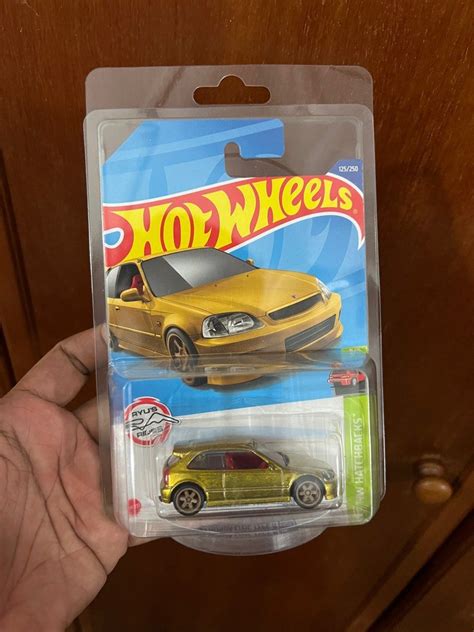 125/250
HOT WHEELS
RYU'S
RIDES
HW HATCHBACKS